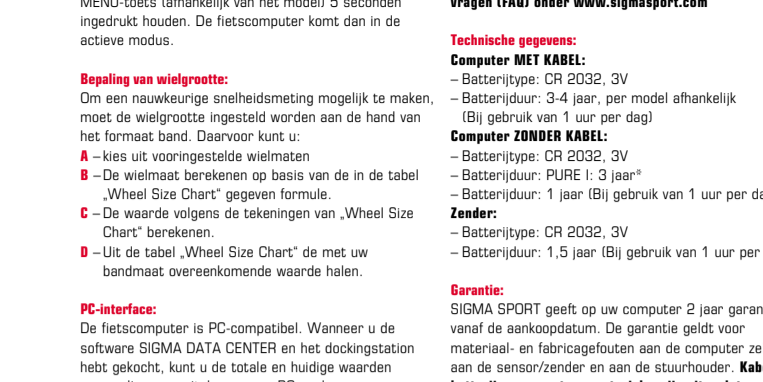 MENU-toets (afhankelijk van het model) 5 seconden
ingedrukt houden. De fietscomputer komt dan in de
actieve modus.
Bepaling van wielgrootte:
Om een nauwkeurige snelheidsmeting mogelijk te maken,
moet de wielgrootte ingesteld worden aan de hand van
het formaat band. Daarvoor kunt u:
A – kies uit vooringestelde wielmaten
B – De wielmaat berekenen op basis van de in de tabel
„Wheel Size Chart“ gegeven formule.
C – De waarde volgens de tekeningen van „Wheel Size
Chart“ berekenen.
D – Uit de tabel „Wheel Size Chart“ de met uw
bandmaat overeenkomende waarde halen.
PC-interface:
De fietscomputer is PC-compatibel. Wanneer u de
software SIGMA DATA CENTER en het dockingstation
hebt gekocht, kunt u de totale en huidige waarden
vragen (FAQ) onder www.sigmasport.com
Technische gegevens:
Computer MET KABEL:
– Batterijtype: CR 2032, 3V
– Batterijduur: 3-4 jaar, per model afhankelijk
(Bij gebruik van 1 uur per dag)
Computer ZONDER KABEL:
– Batterijtype: CR 2032, 3V
– Batterijduur: PURE I: 3 jaar*
– Batterijduur: 1 jaar (Bij gebruik van 1 uur per da
Zender:
– Batterijtype: CR 2032, 3V
– Batterijduur: 1,5 jaar (Bij gebruik van 1 uur per
Garantie:
SIGMA SPORT geeft op uw computer 2 jaar garan
vanaf de aankoopdatum. De garantie geldt voor
materiaal- en fabricagefouten aan de computer ze
aan de sensor/zender en aan de stuurhouder. Kab